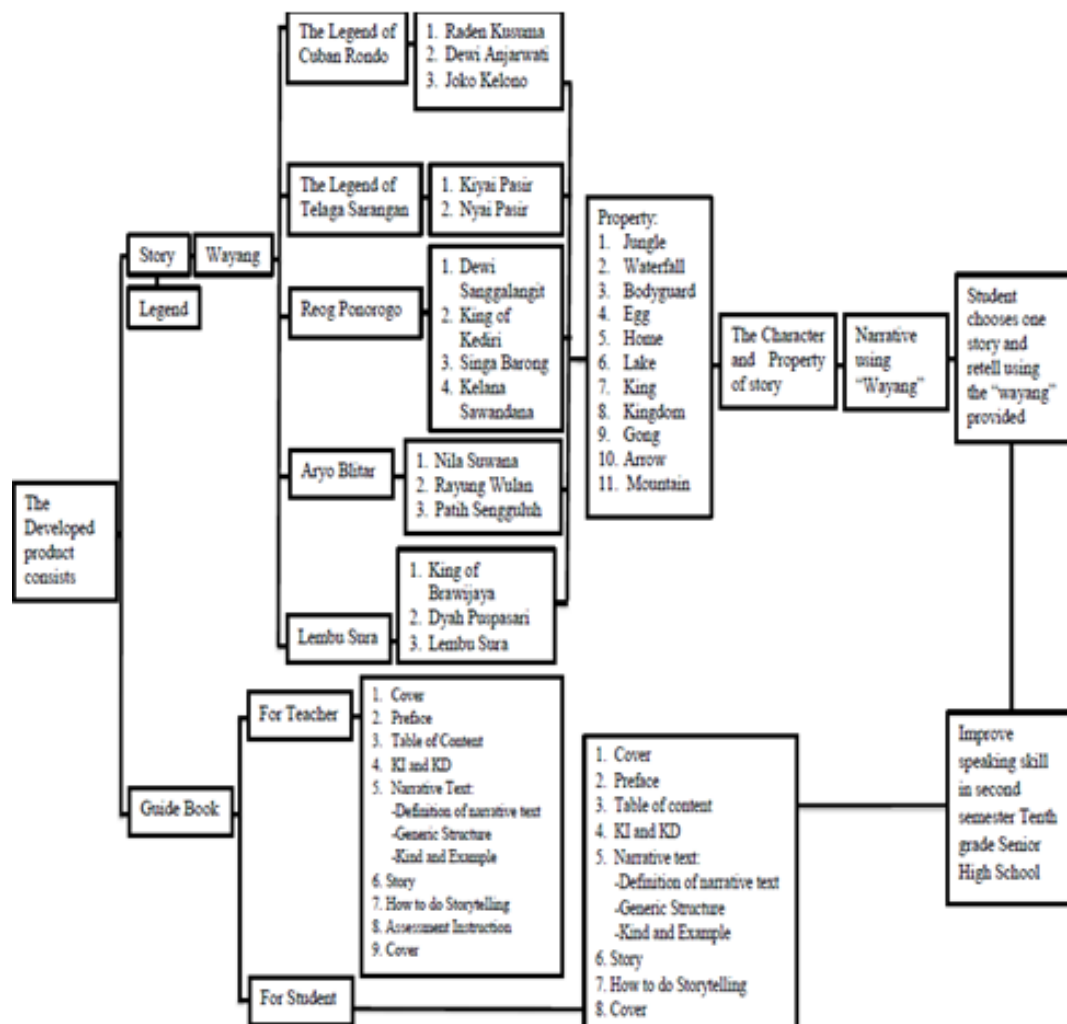 The
Developed
product
consists
Story
Legend
Wayang
The Legend of
Cuban Rondo
1. Raden Kusuma
2. Dewi Anjarwati
3. Joko Kelono
The Legend of
Telaga Sarangan
1. Kiyai Pasir
2. Nyai Pasir
Reog Ponorogo
1. Dewi
Sanggalangit
2. King of
Kediri
3. Singa Barong
4. Kelana
Sawandana
Aryo Blitar
1. Nila Suwana
2. Rayung Wulan
3. Patih Sengguluh
Lembu Sura
1. King of
Brawijaya
2. Dyah Puspasari
3. Lembu Sura
Property:
1. Jungle
2. Waterfall
3. Bodyguard
4. Egg
5. Home
6. Lake
7. King
8. Kingdom
9. Gong
10. Arrow
11. Mountain
The Character
and Property
of story
Narrative
using
“Wayang”
Student
chooses one
story and
retell using
the “wayang”
provided
Guide Book
For Teacher
1. Cover
2. Preface
3. Table of Content
4. KI and KD
5. Narrative Text:
-Definition of narrative text
-Generic Structure
-Kind and Example
6. Story
7. How to do Storytelling
8. Assessment Instruction
9. Cover
For Student
1. Cover
2. Preface
3. Table of content
4. KI and KD
5. Narrative text:
-Definition of narrative text
-Generic Structure
-Kind and Example
6. Story
7. How to do Storytelling
8. Cover
Improve
speaking skill
in second
semester Tenth
grade Senior
High School